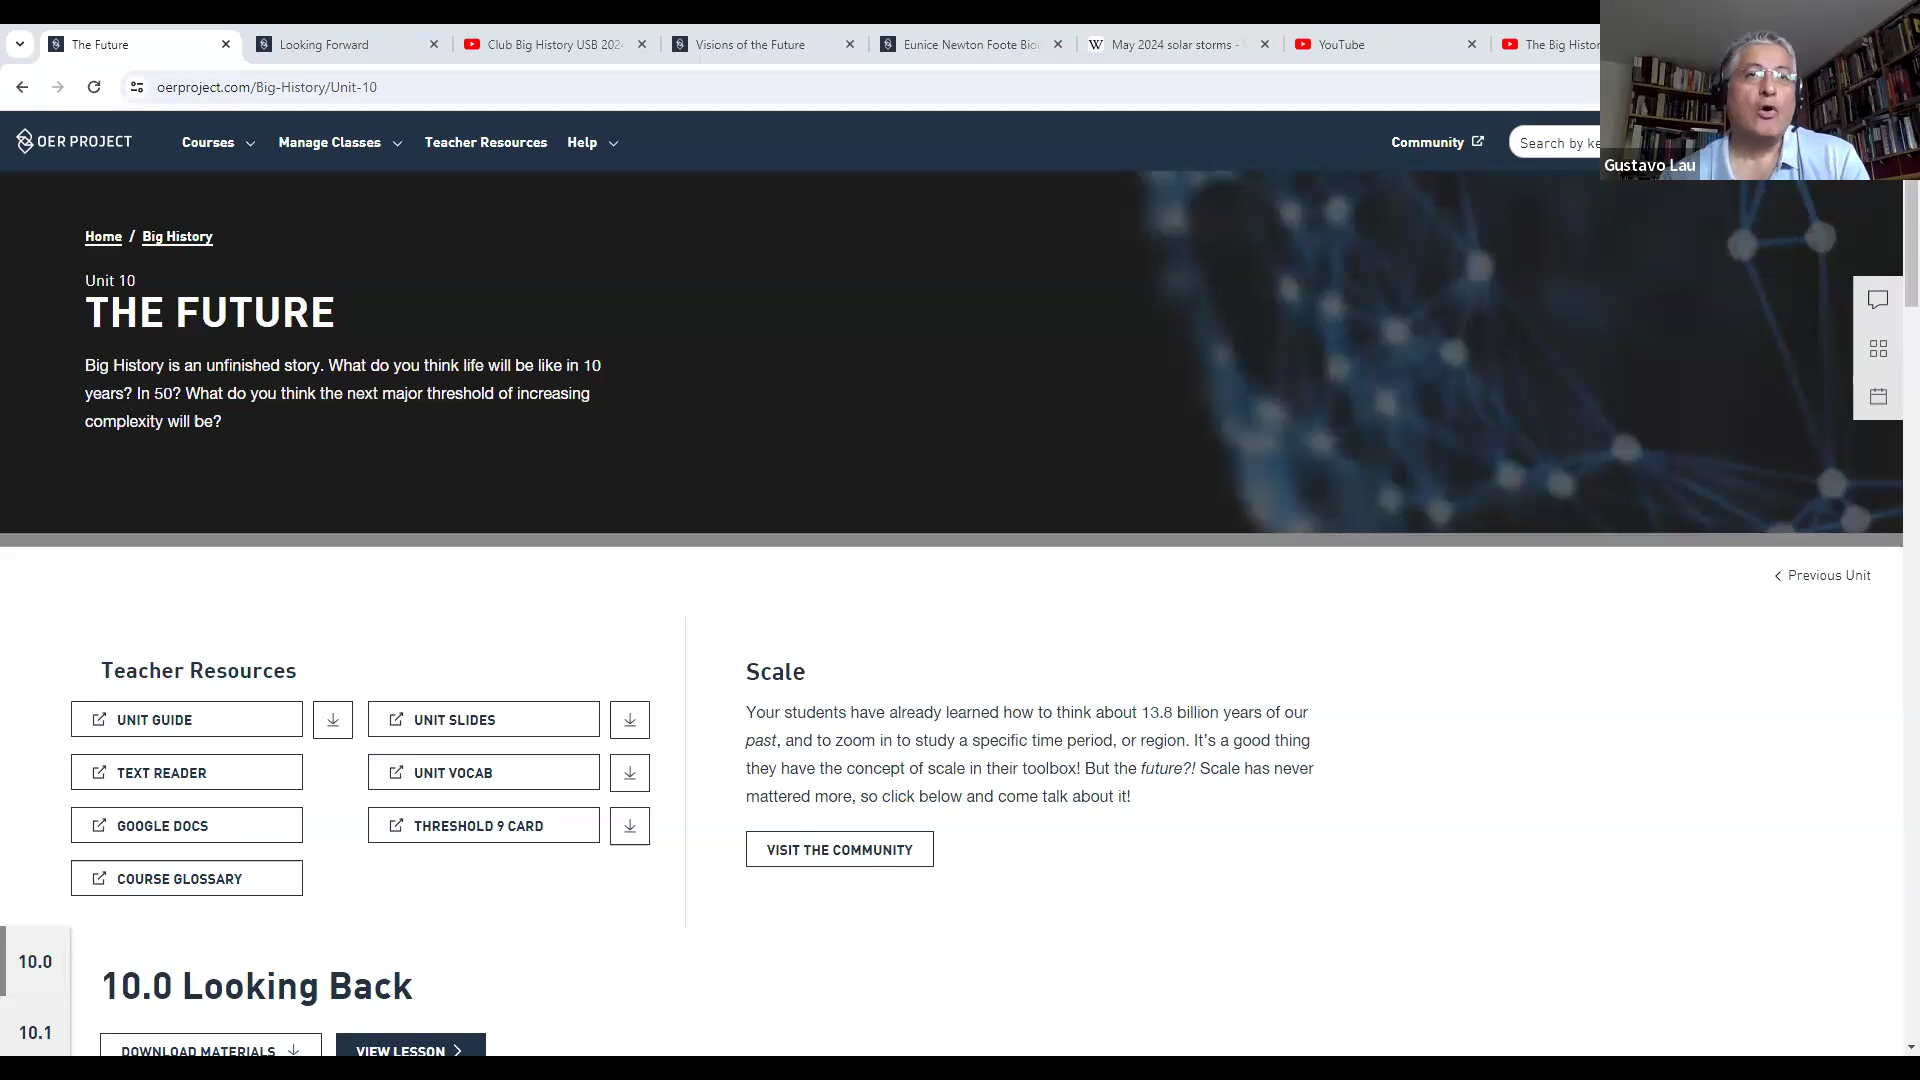 The Future
Looking Forward
Club Big History USB 2024
Visions of the Future
Eunice Newton Foote Bio
W May 2024 solar storms -
YouTube
The Big Histor
oerproject.com/Big-History/Unit-10
OER PROJECT
Courses
Manage Classes
Teacher Resources
Help
Community
Search by ke
Gustavo Lau
Home / Big History
Unit 10
THE FUTURE
Big History is an unfinished story. What do you think life will be like in 10
years? In 50? What do you think the next major threshold of increasing
complexity will be?
Previous Unit
Teacher Resources
UNIT GUIDE
UNIT SLIDES
TEXT READER
UNIT VOCAB
GOOGLE DOCS
THRESHOLD 9 CARD
COURSE GLOSSARY
Scale
Your students have already learned how to think about 13.8 billion years of our
past, and to zoom in to study a specific time period, or region. It’s a good thing
they have the concept of scale in their toolbox! But the future?! Scale has never
mattered more, so click below and come talk about it!
VISIT THE COMMUNITY
10.0
10.1
10.0 Looking Back
DOWNLOAD MATERIALS
VIEW LESSON